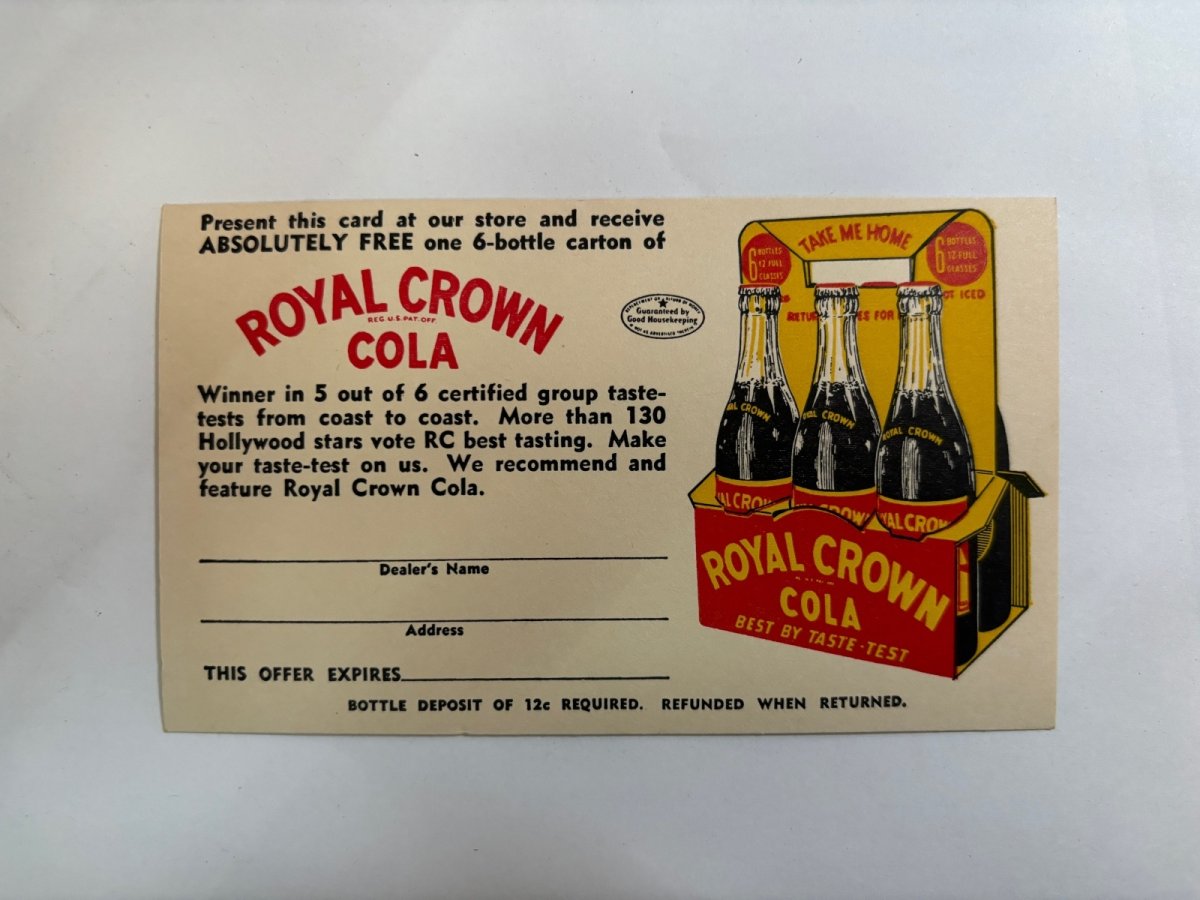 Present this card at our store and receive
ABSOLUTELY FREE one 6-bottle carton of
ROYAL CROWN
REG. U.S. PAT. OFF.
COLA
Guaranteed by
Good Housekeeping
Winner in 5 out of 6 certified group taste-
tests from coast to coast. More than 130
Hollywood stars vote RC best tasting. Make
your taste-test on us. We recommend and
feature Royal Crown Cola.
Dealer's Name
Address
THIS OFFER EXPIRES
BOTTLE DEPOSIT OF 12c REQUIRED. REFUNDED WHEN RETURNED.
TAKE ME HOME
6 BOTTLES
12 FULL
GLASSES
6 BOTTLES
12 FULL
GLASSES
ICED
FOR
ROYAL CROWN
ROYAL CROWN
ROYAL CROWN
ROYAL CROWN
COLA
BEST BY TASTE-TEST